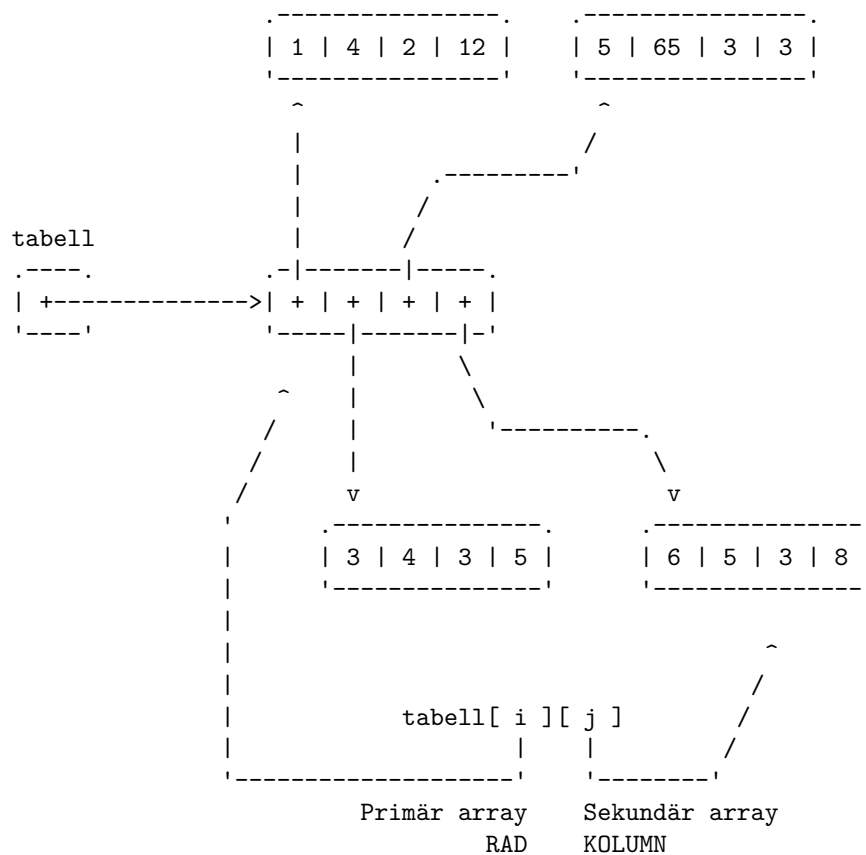 | 1 | 4 | 2 | 12 | | 5 | 65 | 3 | 3 |
tabell
| + | + | + | + |
| 3 | 4 | 3 | 5 | | 6 | 5 | 3 | 8
tabell[ i ][ j ]
Primär array Sekundär array
RAD KOLUMN